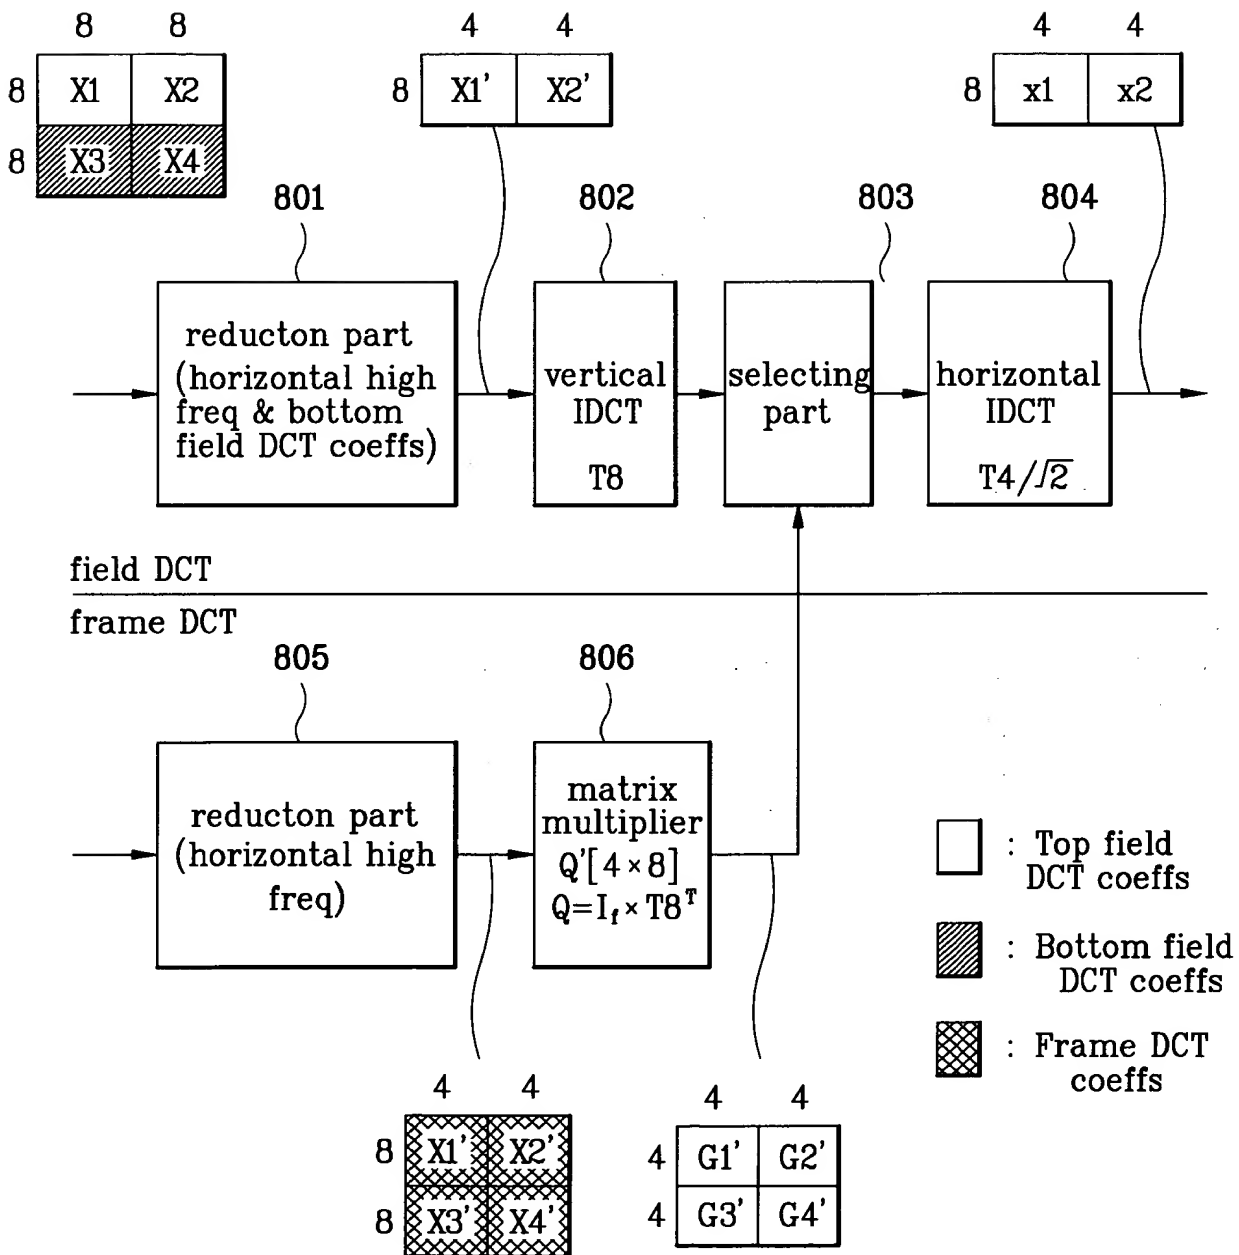 8 8
8 X1 X2
8 X3 X4
4 4
8 X1' X2'
4 4
8 x1 x2
801
802
803
804
reducton part
(horizontal high
freq & bottom
field DCT coeffs)
vertical
IDCT
T8
selecting
part
horizontal
IDCT
T4/√2
field DCT
frame DCT
805
806
reducton part
(horizontal high
freq)
matrix
multiplier
Q'[4×8]
Q=I_f×T8^T
: Top field
DCT coeffs
: Bottom field
DCT coeffs
: Frame DCT
coeffs
4 4
8 X1' X2'
8 X3' X4'
4 4
4 G1' G2'
4 G3' G4'